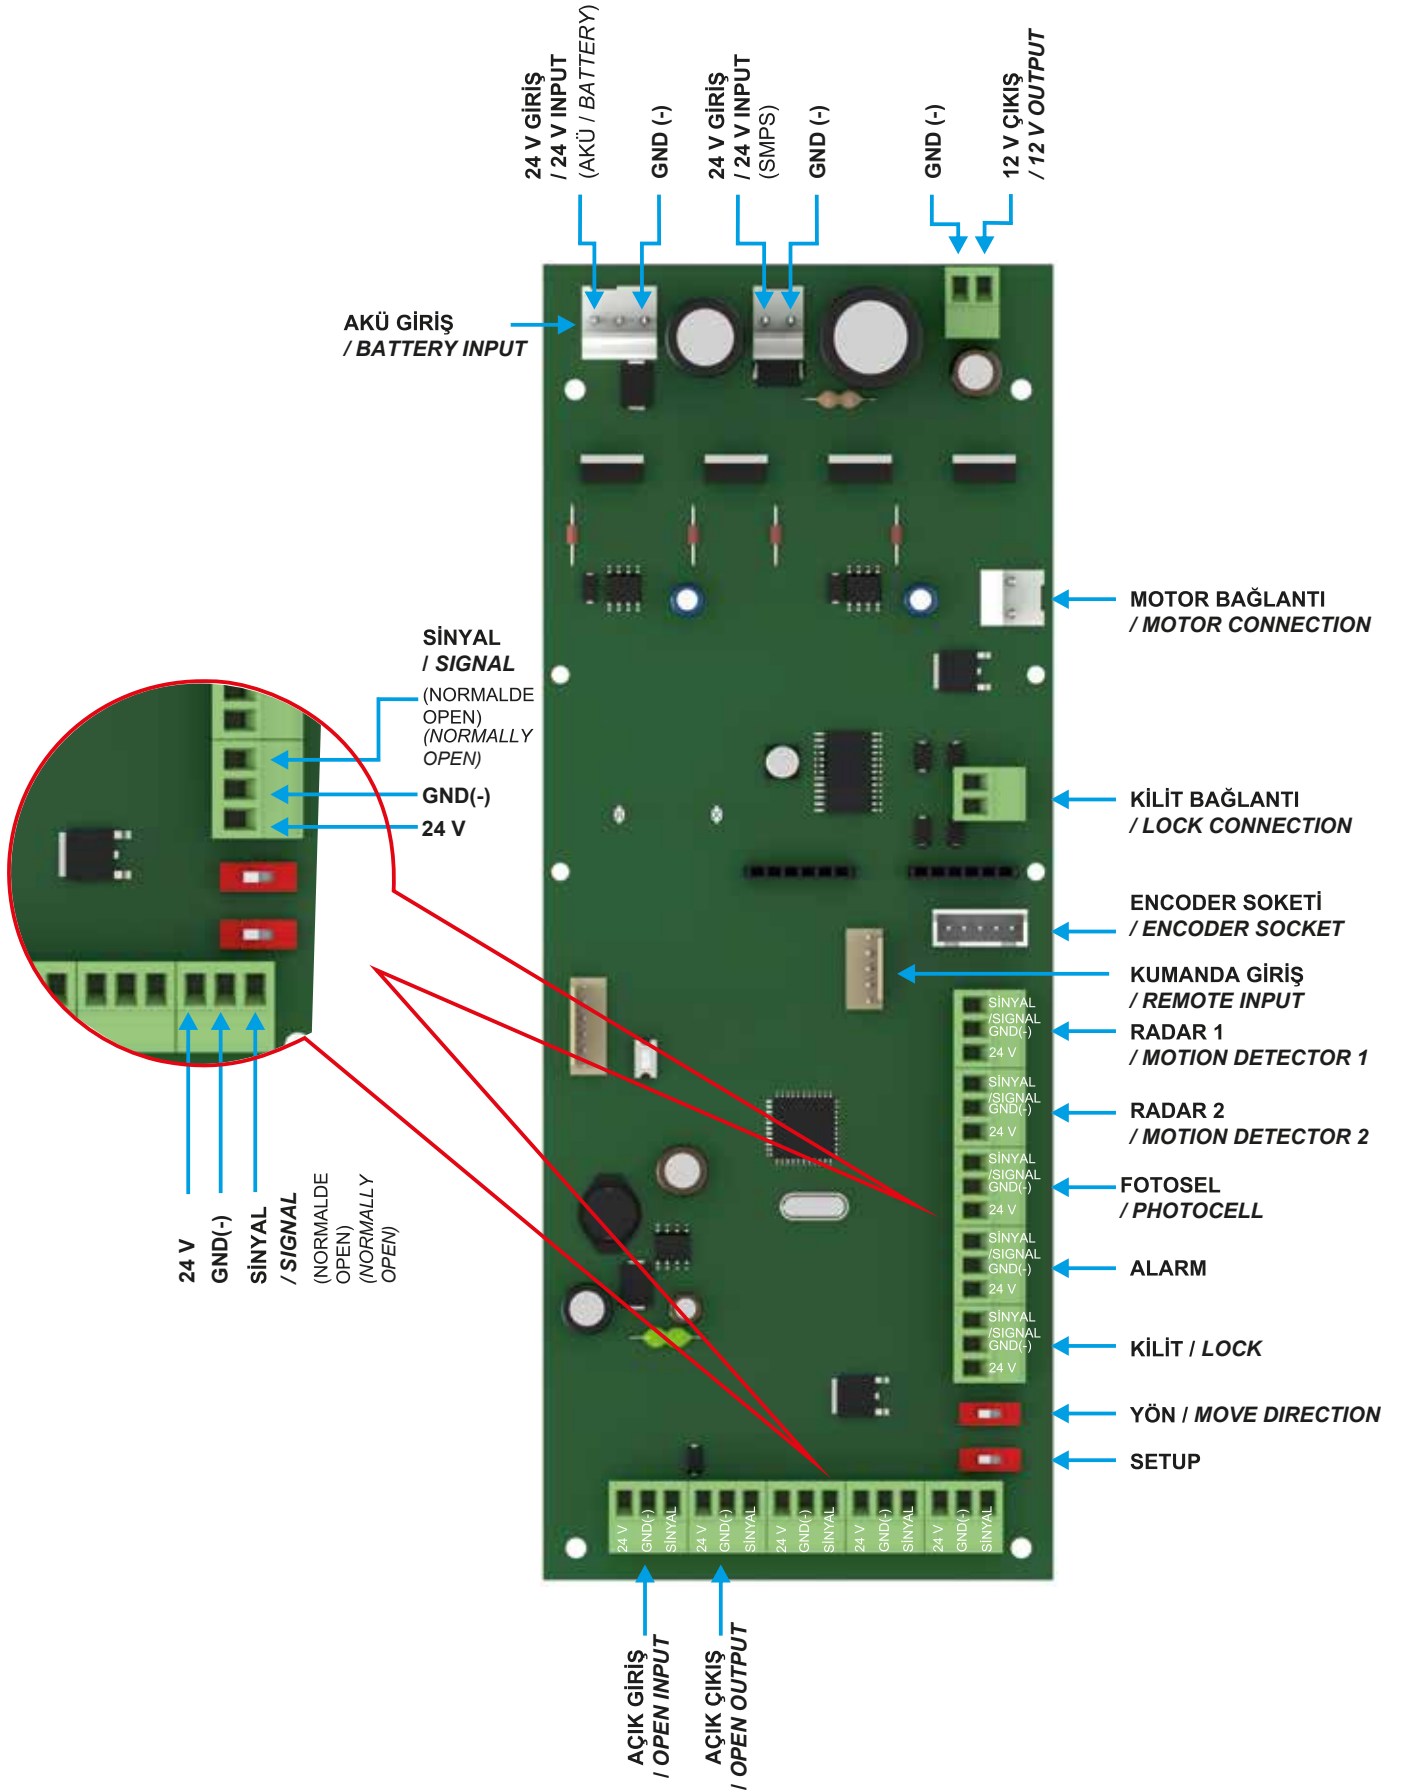 24 V GİRİŞ
/ 24 V INPUT
(AKÜ / BATTERY)
GND (-)
24 V GİRİŞ
/ 24 V INPUT
(SMPS)
GND (-)
GND (-)
12 V ÇIKIŞ
/ 12 V OUTPUT
AKÜ GİRİŞ
/ BATTERY INPUT
MOTOR BAĞLANTI
/ MOTOR CONNECTION
SİNYAL
/ SIGNAL
(NORMALDE
OPEN)
(NORMALLY
OPEN)
GND(-)
24 V
KİLİT BAĞLANTI
/ LOCK CONNECTION
ENCODER SOKETİ
/ ENCODER SOCKET
KUMANDA GİRİŞ
/ REMOTE INPUT
SİNYAL
/SIGNAL
GND(-)
24 V
RADAR 1
/ MOTION DETECTOR 1
SİNYAL
/SIGNAL
GND(-)
24 V
RADAR 2
/ MOTION DETECTOR 2
SİNYAL
/SIGNAL
GND(-)
24 V
FOTOSEL
/ PHOTOCELL
SİNYAL
/SIGNAL
GND(-)
24 V
ALARM
SİNYAL
/SIGNAL
GND(-)
24 V
KİLİT / LOCK
YÖN / MOVE DIRECTION
SETUP
24 V
GND(-)
SİNYAL
/ SIGNAL
(NORMALDE
OPEN)
(NORMALLY
OPEN)
24 V
GND(-)
SİNYAL
24 V
GND(-)
SİNYAL
24 V
GND(-)
SİNYAL
24 V
GND(-)
SİNYAL
24 V
GND(-)
SİNYAL
AÇIK GİRİŞ
/ OPEN INPUT
AÇIK ÇIKIŞ
/ OPEN OUTPUT